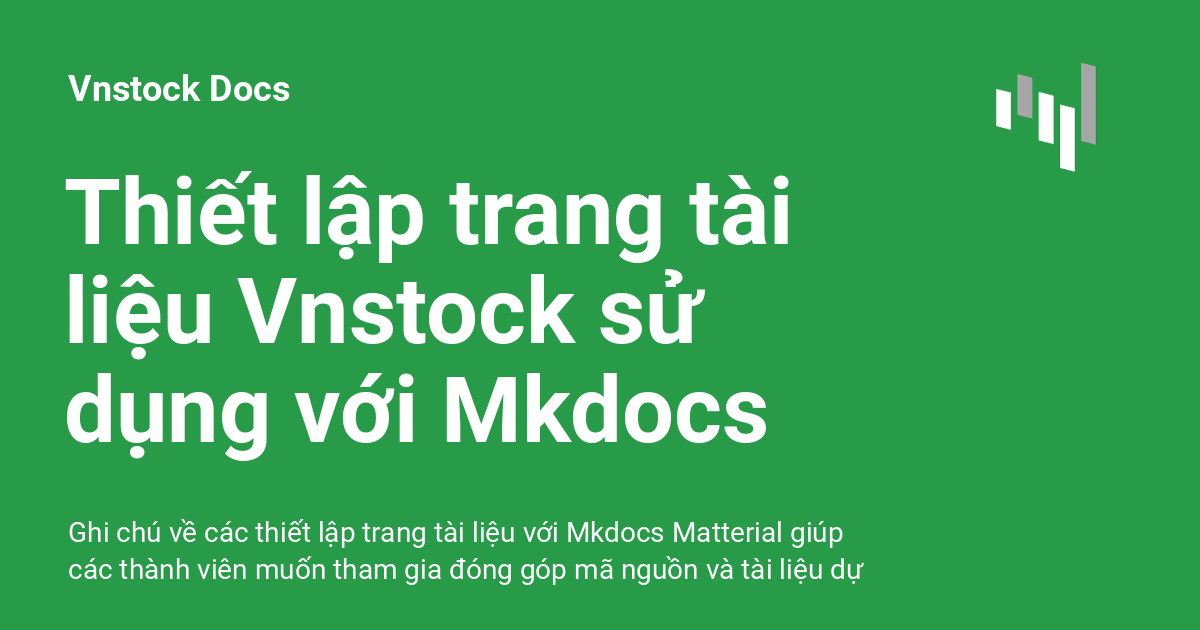 Vnstock Docs
Thiết lập trang tài
liệu Vnstock sử
dụng với Mkdocs
Ghi chú về các thiết lập trang tài liệu với Mkdocs Matterial giúp
các thành viên muốn tham gia đóng góp mã nguồn và tài liệu dự